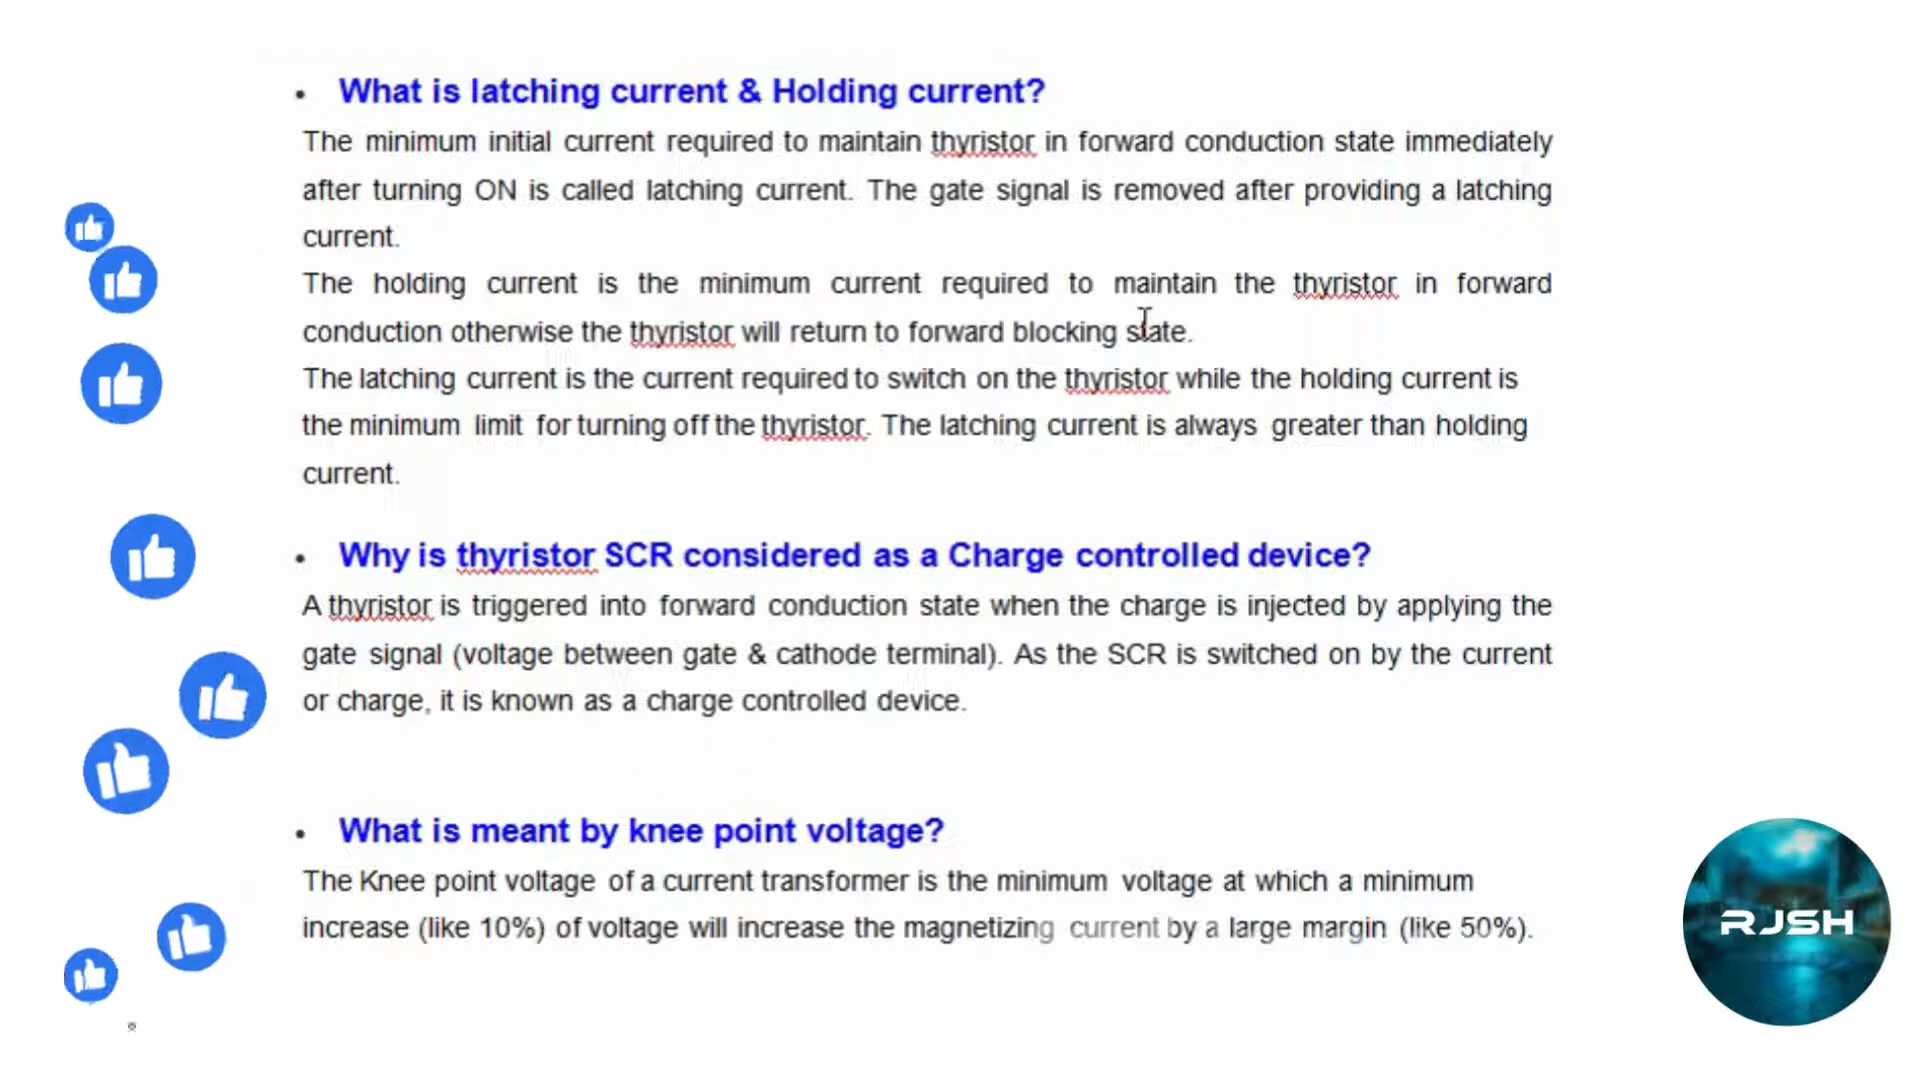 • What is latching current & Holding current?
The minimum initial current required to maintain thyristor in forward conduction state immediately
after turning ON is called latching current. The gate signal is removed after providing a latching
current.
The holding current is the minimum current required to maintain the thyristor in forward
conduction otherwise the thyristor will return to forward blocking state.
The latching current is the current required to switch on the thyristor while the holding current is
the minimum limit for turning off the thyristor. The latching current is always greater than holding
current.
• Why is thyristor SCR considered as a Charge controlled device?
A thyristor is triggered into forward conduction state when the charge is injected by applying the
gate signal (voltage between gate & cathode terminal). As the SCR is switched on by the current
or charge, it is known as a charge controlled device.
• What is meant by knee point voltage?
The Knee point voltage of a current transformer is the minimum voltage at which a minimum
increase (like 10%) of voltage will increase the magnetizing current by a large margin (like 50%).
RJSH